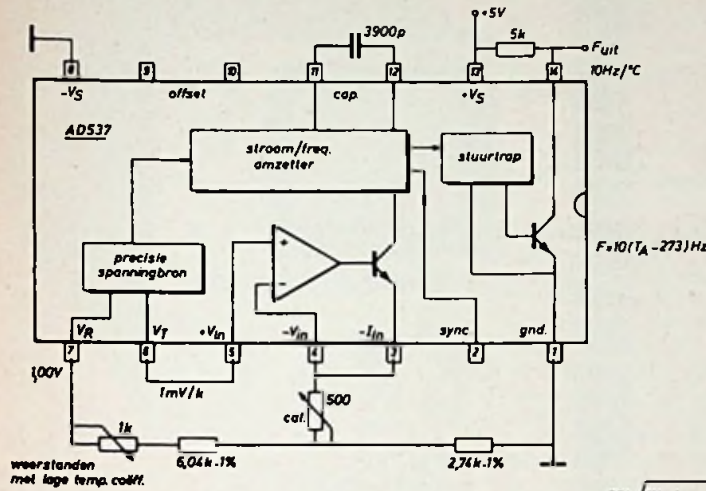 +5V
3900p
5k
Fuit
8
9
10
11
12
13
14
10Hz/°C
-VS
offset
cap.
+VS
AD537
stroom/freq.
omzetter
stuurtrap
precisie
spanningbron
+
-
F=10(TA-273)Hz
VR
VT
+Vin
-Vin
-Iin
sync
gnd.
7
6
5
4
3
2
1
1,00V
1mV/k
500
cal.
1k
6,04k-1%
2,74k-1%
weerstanden
met lage temp. coëff.